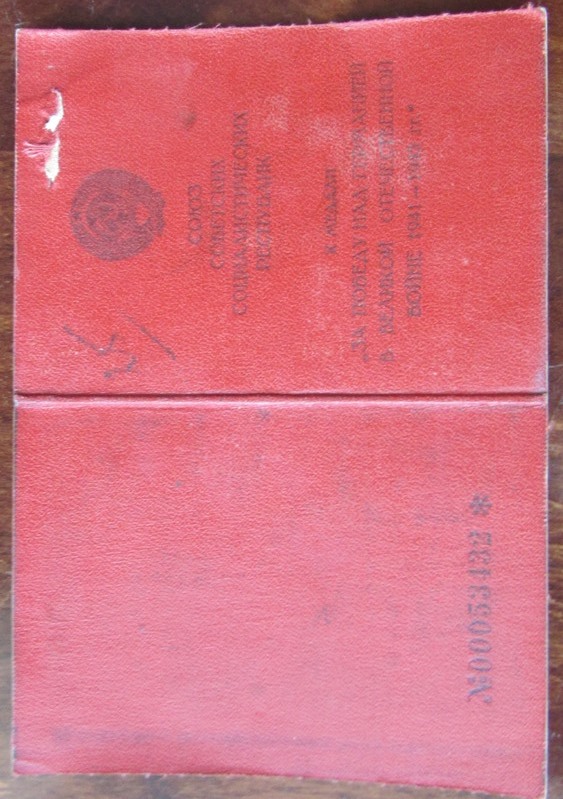 СОЮЗ
СОВЕТСКИХ
СОЦИАЛИСТИЧЕСКИХ
РЕСПУБЛИК
К МЕДАЛИ
„ЗА ПОБЕДУ НАД ГЕРМАНИЕЙ
В ВЕЛИКОЙ ОТЕЧЕСТВЕННОЙ
ВОЙНЕ 1941—1945 гг."
№00053432 *